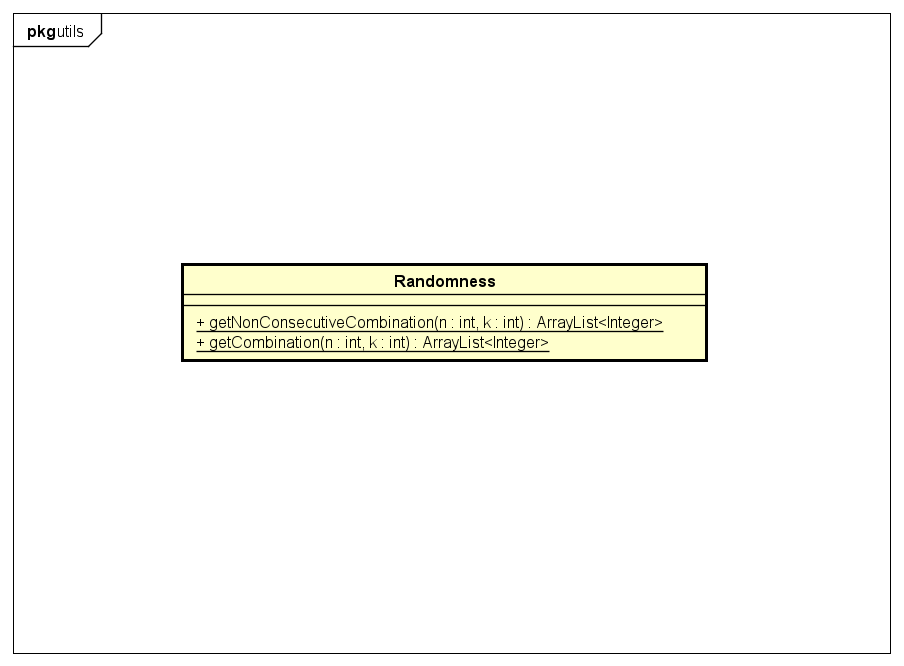 pkgutils
Randomness
+ getNonConsecutiveCombination(n : int, k : int) : ArrayList<Integer>
+ getCombination(n : int, k : int) : ArrayList<Integer>